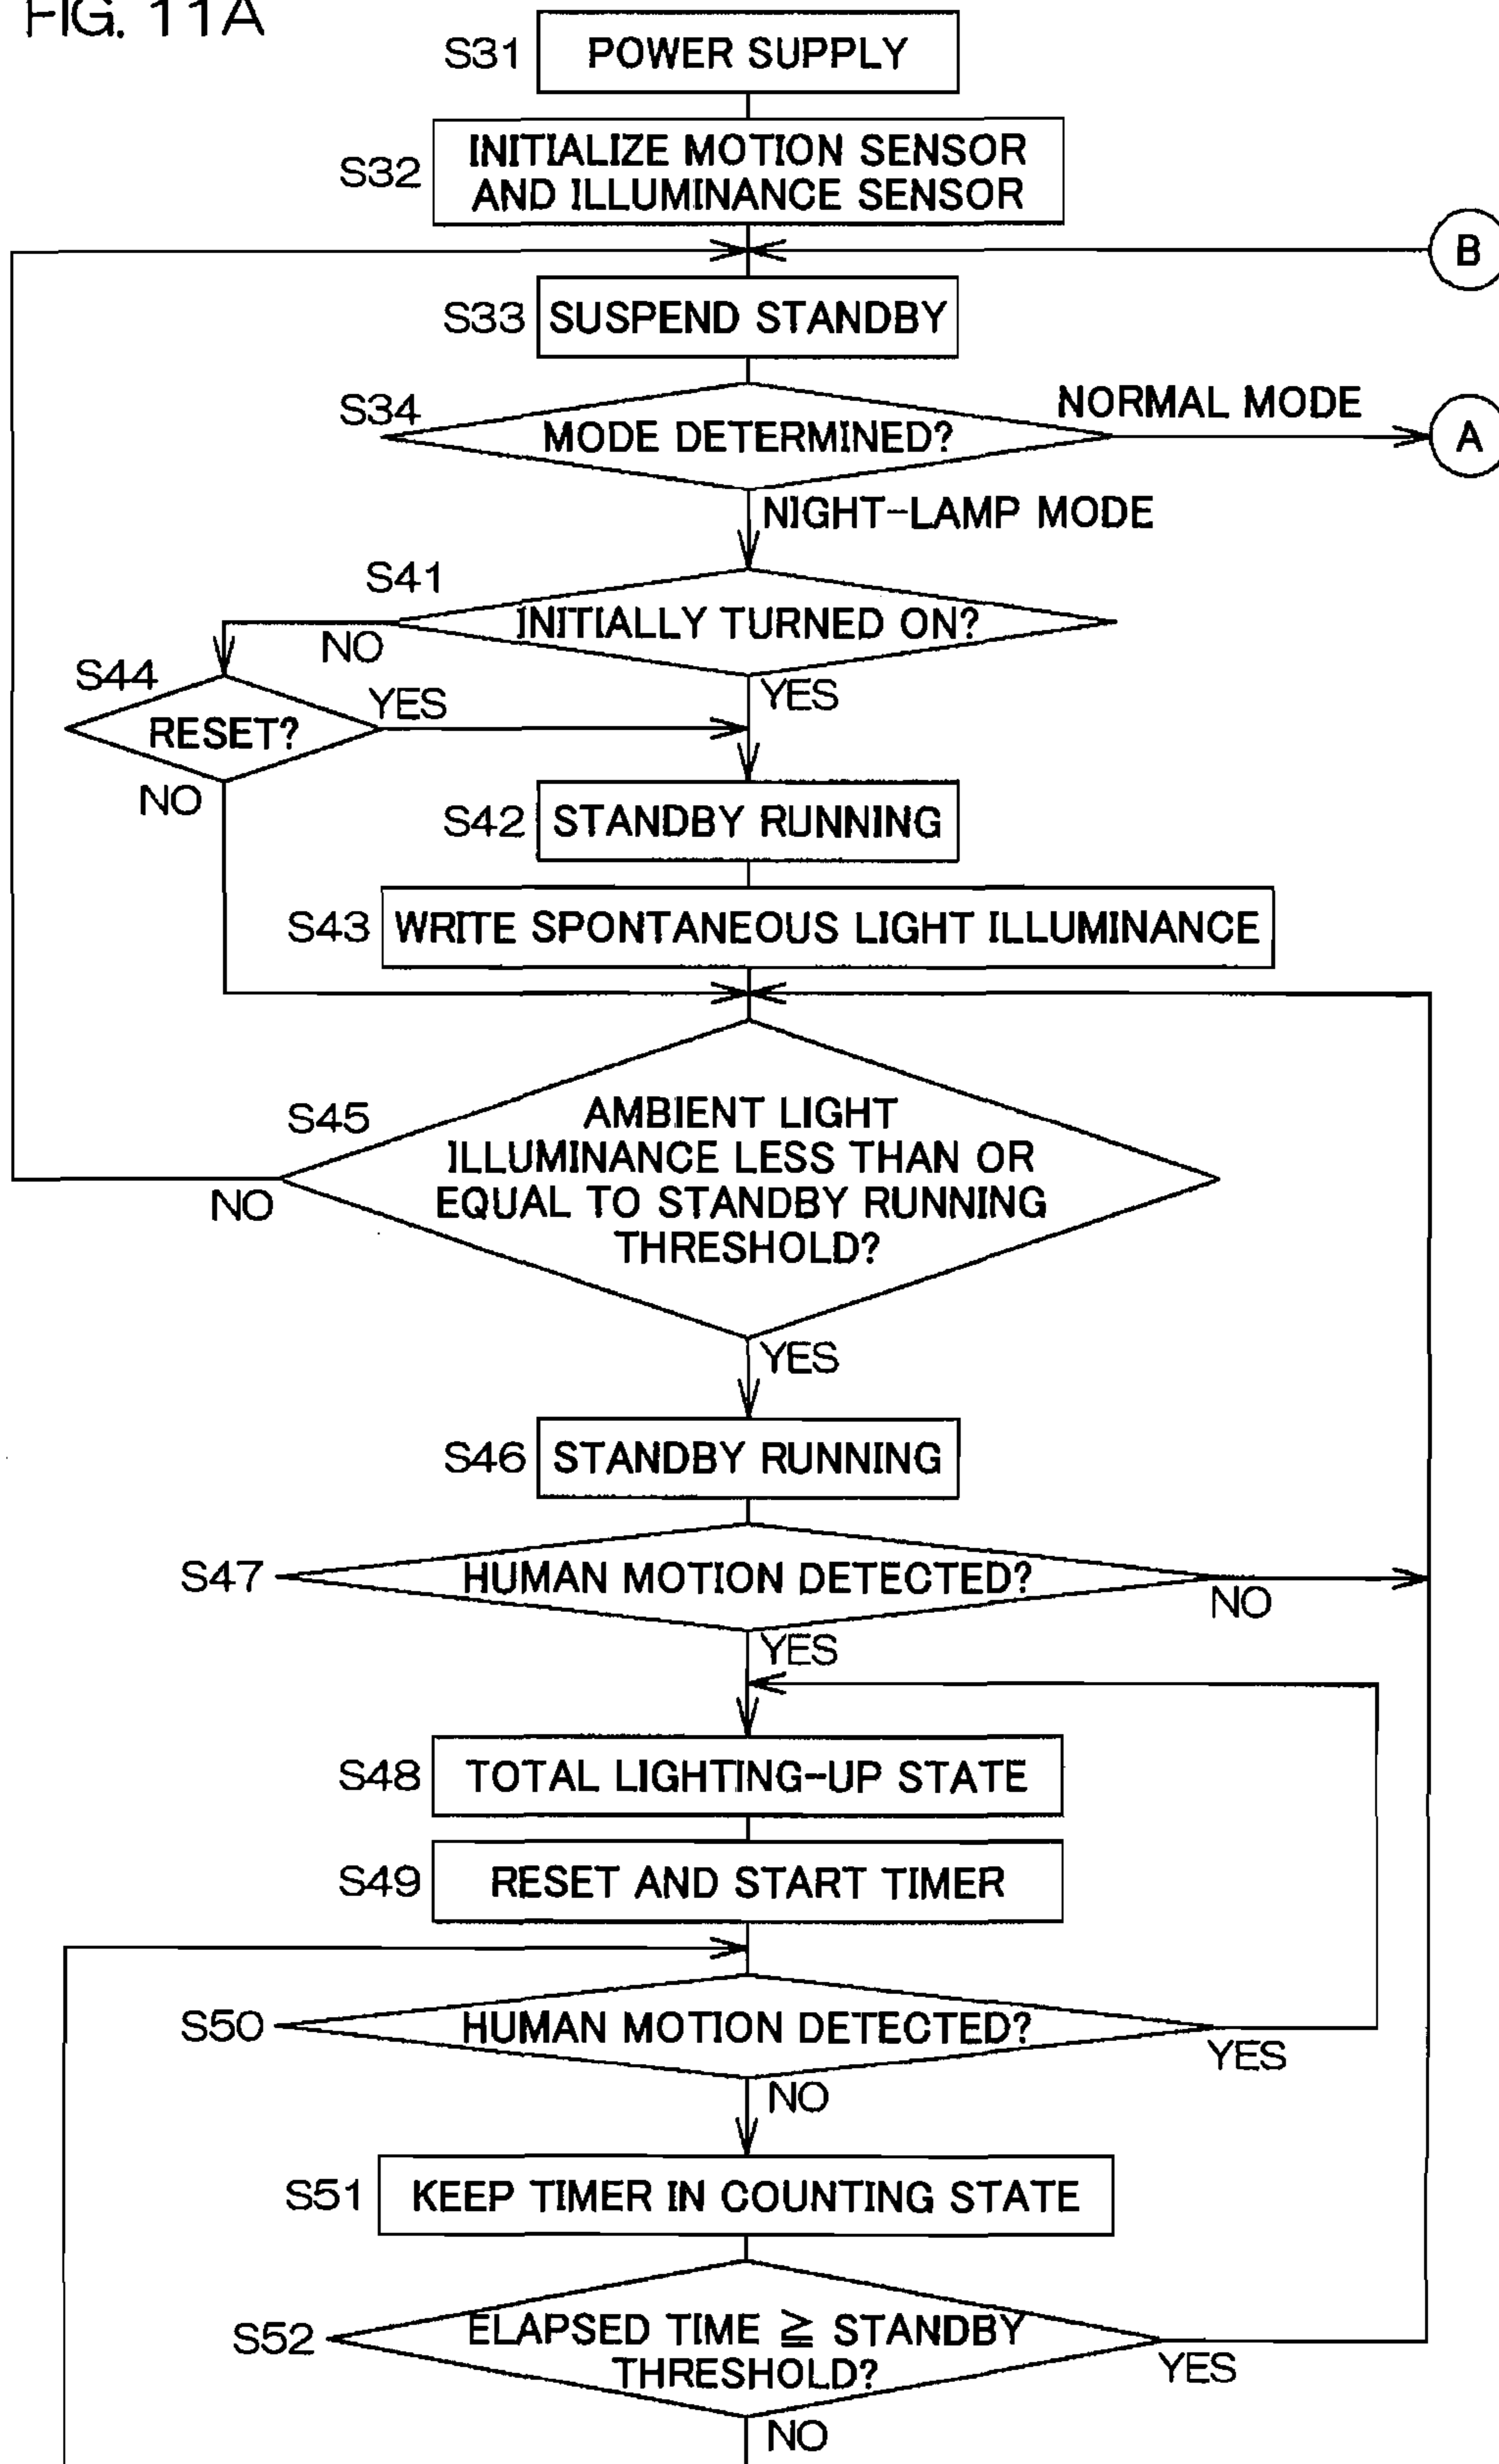 FIG. 11A
S31
POWER SUPPLY
S32
INITIALIZE MOTION SENSOR
AND ILLUMINANCE SENSOR
B
S33
SUSPEND STANDBY
S34
MODE DETERMINED?
NORMAL MODE
A
NIGHT-LAMP MODE
S41
INITIALLY TURNED ON?
NO
YES
S44
RESET?
YES
NO
S42
STANDBY RUNNING
S43
WRITE SPONTANEOUS LIGHT ILLUMINANCE
S45
AMBIENT LIGHT
ILLUMINANCE LESS THAN OR
EQUAL TO STANDBY RUNNING
THRESHOLD?
NO
YES
S46
STANDBY RUNNING
S47
HUMAN MOTION DETECTED?
NO
YES
S48
TOTAL LIGHTING-UP STATE
S49
RESET AND START TIMER
S50
HUMAN MOTION DETECTED?
YES
NO
S51
KEEP TIMER IN COUNTING STATE
S52
ELAPSED TIME ≧ STANDBY
THRESHOLD?
YES
NO